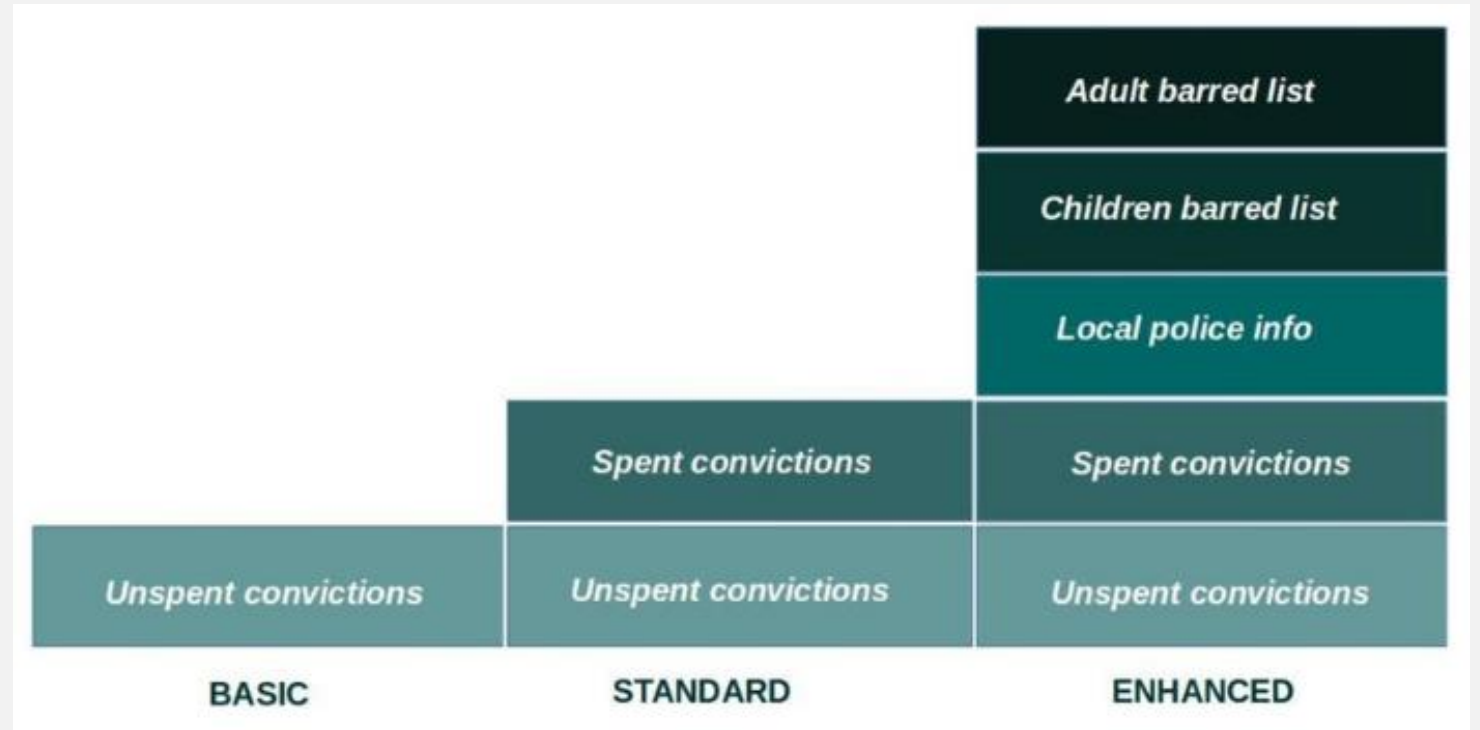 Adult barred list
Children barred list
Local police info
Spent convictions
Spent convictions
Unspent convictions
Unspent convictions
Unspent convictions
BASIC
STANDARD
ENHANCED